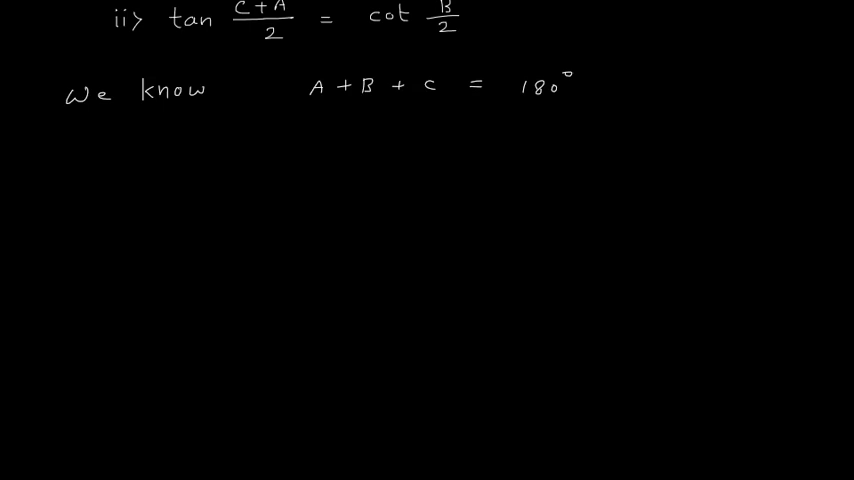 ii> tan (C+A)/2 = cot B/2
We know A + B + C = 180°